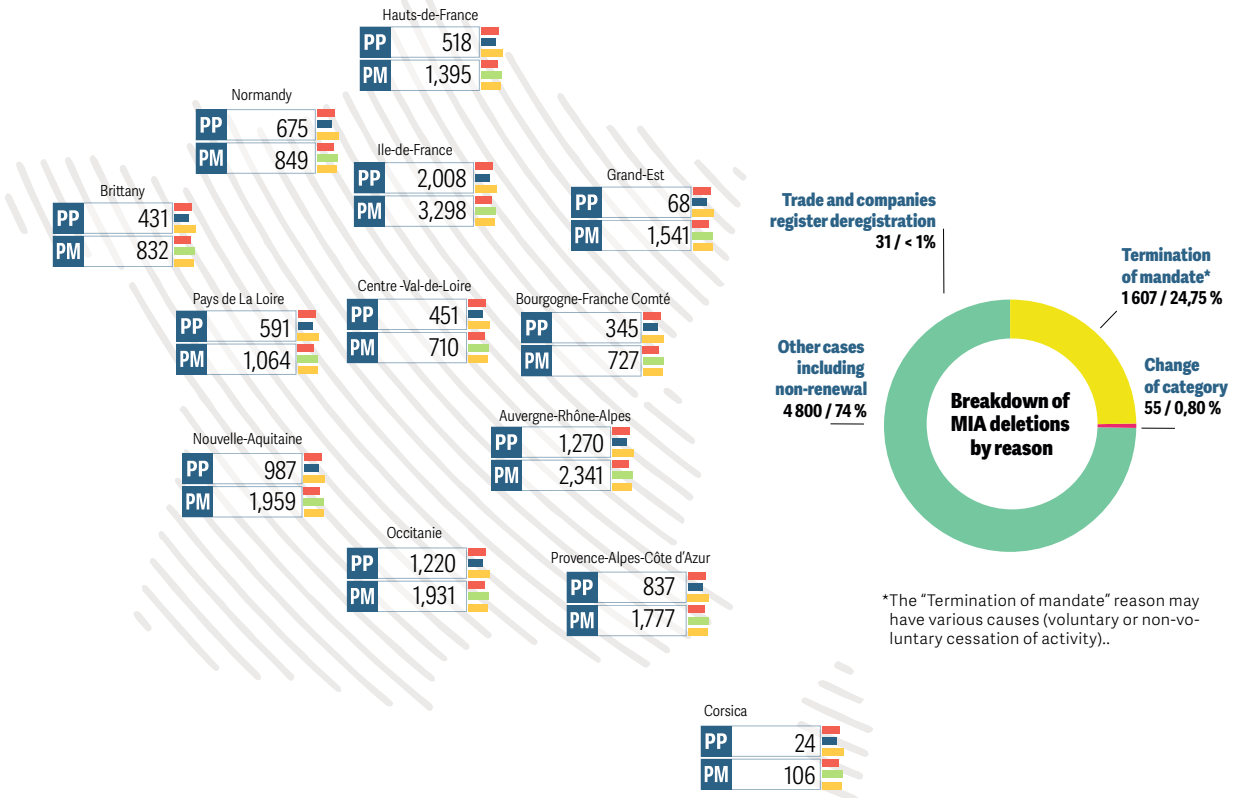 Hauts-de-France
PP 518
PM 1,395
Normandy
PP 675
PM 849
Ile-de-France
PP 2,008
PM 3,298
Grand-Est
PP 68
PM 1,541
Brittany
PP 431
PM 832
Pays de La Loire
PP 591
PM 1,064
Centre -Val-de-Loire
PP 451
PM 710
Bourgogne-Franche Comté
PP 345
PM 727
Auvergne-Rhône-Alpes
PP 1,270
PM 2,341
Nouvelle-Aquitaine
PP 987
PM 1,959
Occitanie
PP 1,220
PM 1,931
Provence-Alpes-Côte d'Azur
PP 837
PM 1,777
Corsica
PP 24
PM 106
Trade and companies
register deregistration
31 / < 1%
Termination
of mandate*
1 607 / 24,75 %
Other cases
including
non-renewal
4 800 / 74 %
Change
of category
55 / 0,80 %
Breakdown of
MIA deletions
by reason
*The “Termination of mandate” reason may
have various causes (voluntary or non-vo-
luntary cessation of activity)..